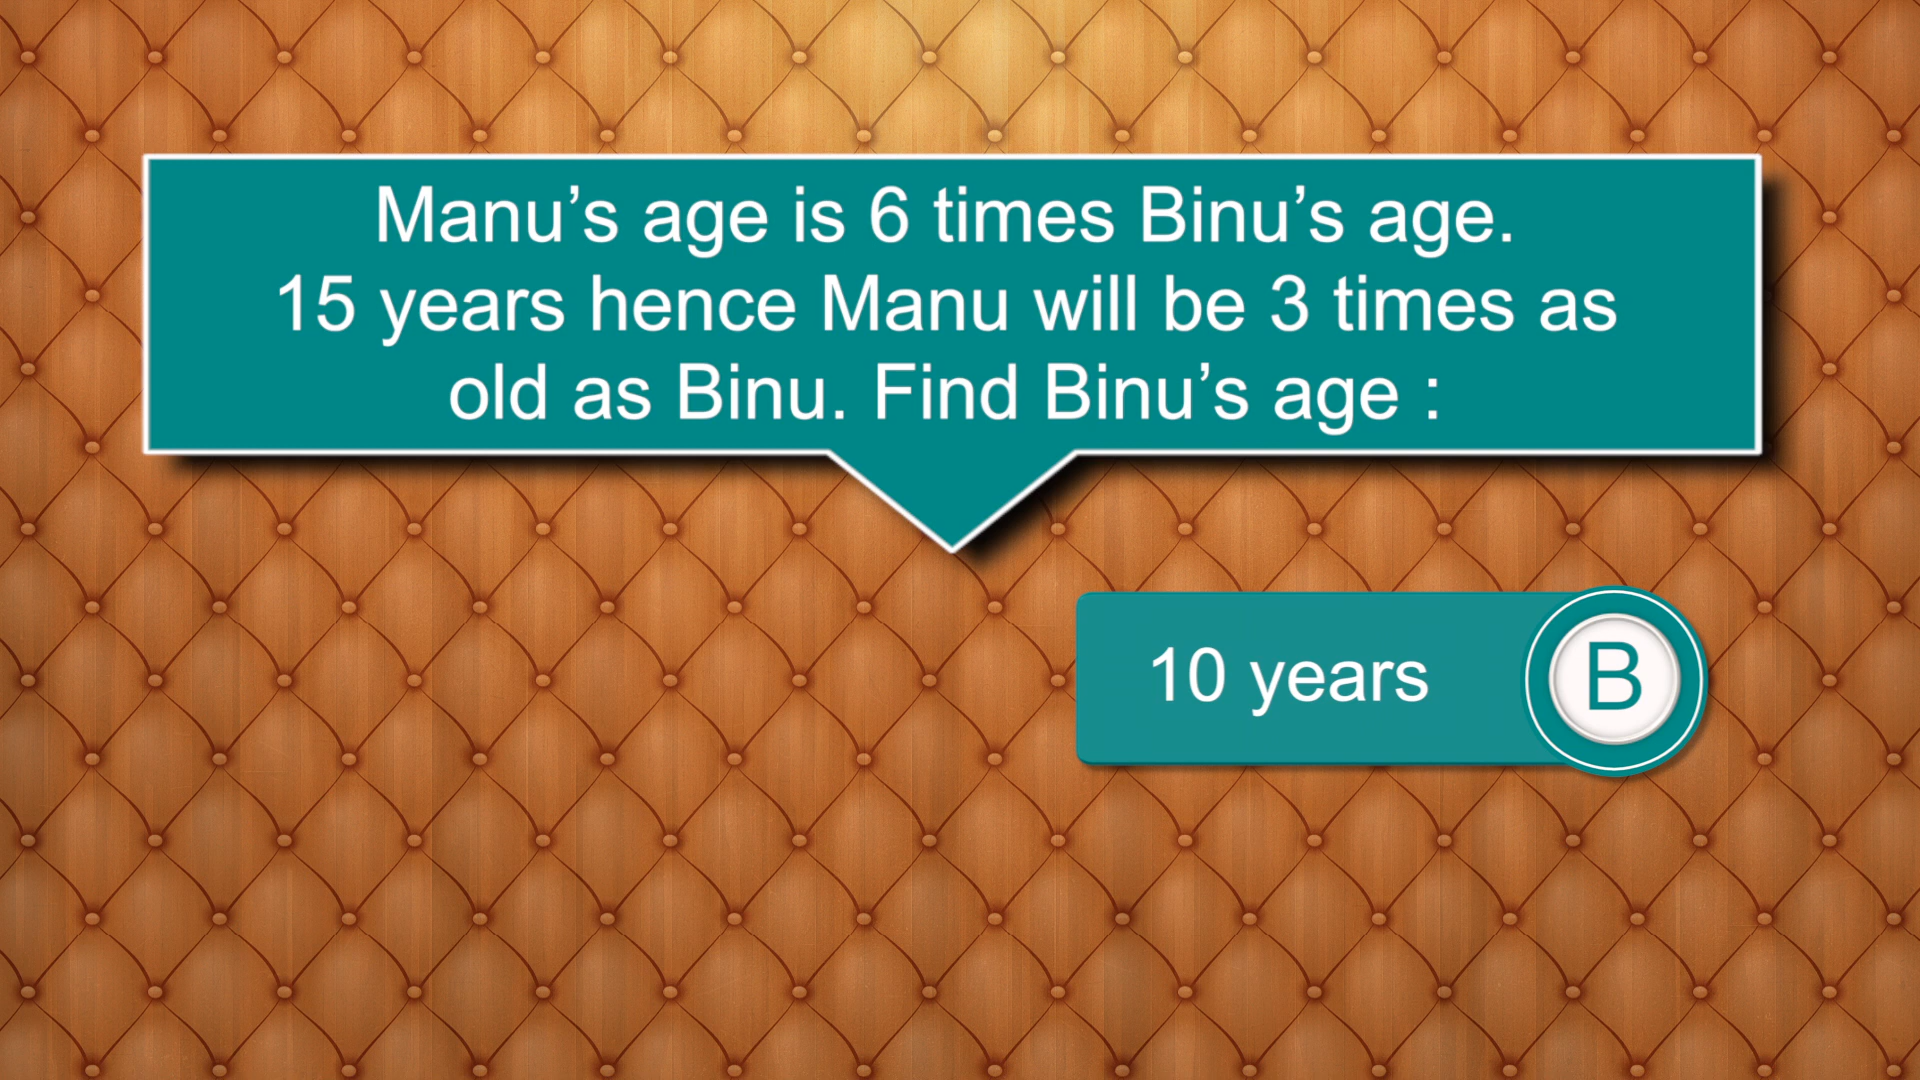 Manu’s age is 6 times Binu’s age.
15 years hence Manu will be 3 times as
old as Binu. Find Binu’s age :
10 years B